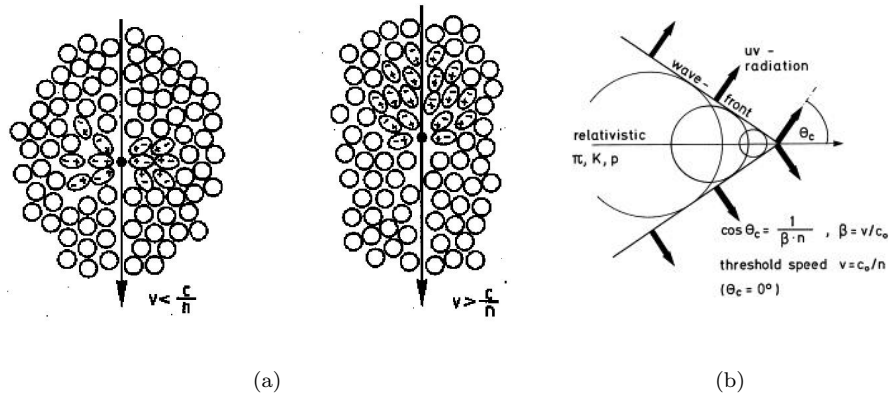 v < c/n
v > c/n
uv -
radiation
wave-
front
θc
relativistic
π, K, p
cos θc = 1/(β·n) , β = v/c₀
threshold speed v = c₀/n
(θc = 0°)
(a)
(b)